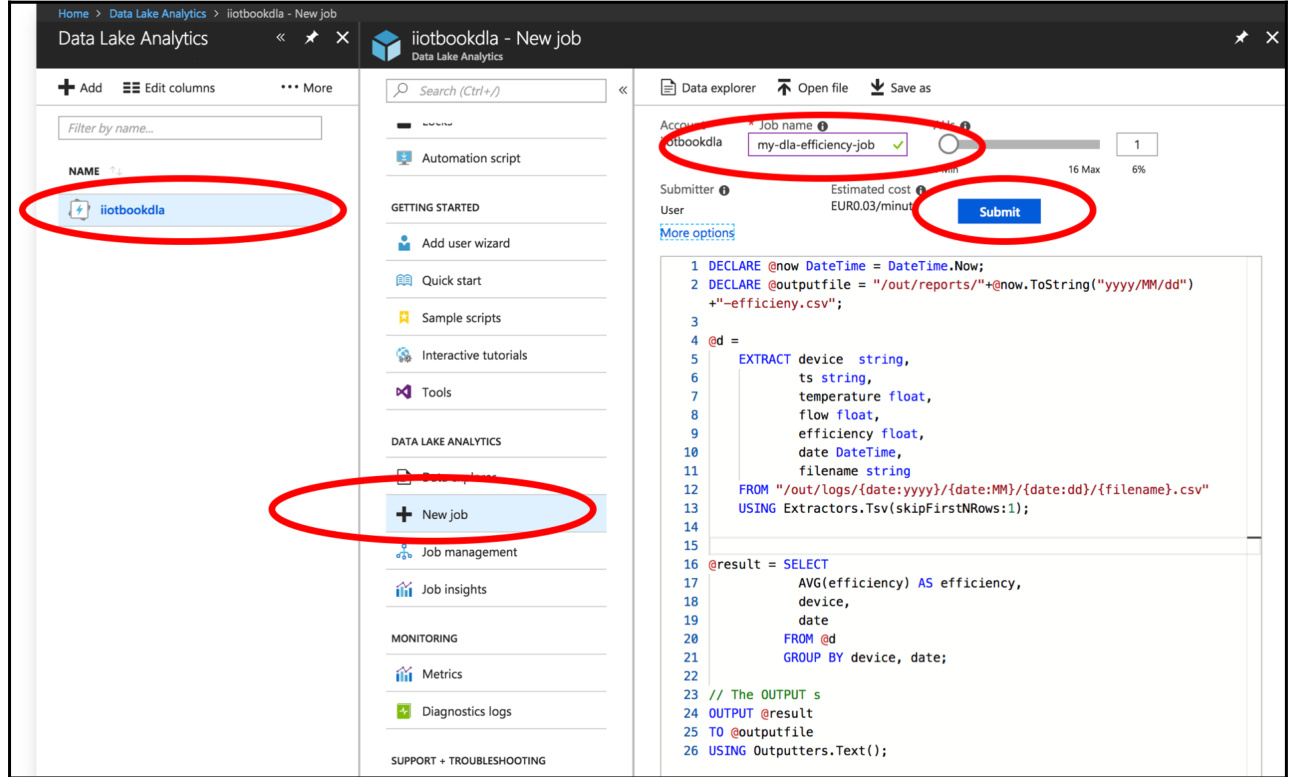 Home > Data Lake Analytics > iiotbookdla - New job
Data Lake Analytics
iiotbookdla - New job
Data Lake Analytics
Add
Edit columns
More
Filter by name...
NAME
iiotbookdla
Search (Ctrl+/)
Locks
Automation script
GETTING STARTED
Add user wizard
Quick start
Sample scripts
Interactive tutorials
Tools
DATA LAKE ANALYTICS
Data explorer
New job
Job management
Job insights
MONITORING
Metrics
Diagnostics logs
SUPPORT + TROUBLESHOOTING
Data explorer
Open file
Save as
Account
* Job name
AUs
iiotbookdla
my-dla-efficiency-job
1
Min
16 Max
6%
Submitter
Estimated cost
User
EUR0.03/minute
Submit
More options
1 DECLARE @now DateTime = DateTime.Now;
2 DECLARE @outputfile = "/out/reports/"+@now.ToString("yyyy/MM/dd")
+"-efficieny.csv";
3
4 @d =
5 EXTRACT device string,
6 ts string,
7 temperature float,
8 flow float,
9 efficiency float,
10 date DateTime,
11 filename string
12 FROM "/out/logs/{date:yyyy}/{date:MM}/{date:dd}/{filename}.csv"
13 USING Extractors.Tsv(skipFirstNRows:1);
14
15
16 @result = SELECT
17 AVG(efficiency) AS efficiency,
18 device,
19 date
20 FROM @d
21 GROUP BY device, date;
22
23 // The OUTPUT s
24 OUTPUT @result
25 TO @outputfile
26 USING Outputters.Text();